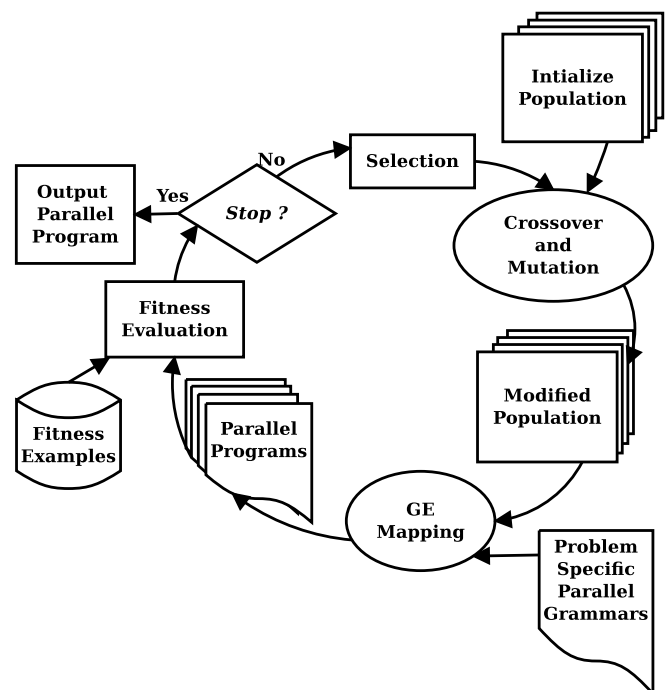 Intialize
Population
No
Selection
Yes
Output
Parallel
Program
Stop ?
Crossover
and
Mutation
Fitness
Evaluation
Modified
Population
Fitness
Examples
Parallel
Programs
GE
Mapping
Problem
Specific
Parallel
Grammars